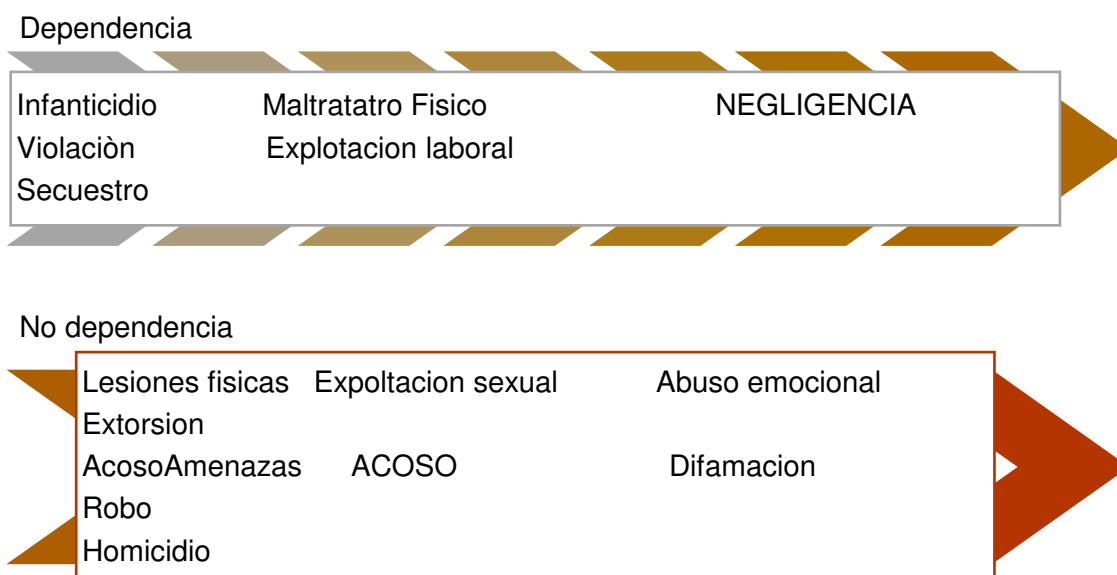 Dependencia
Infanticidio Maltratatro Fisico NEGLIGENCIA
Violaciòn Explotacion laboral
Secuestro
No dependencia
Lesiones fisicas Expoltacion sexual Abuso emocional
Extorsion
AcosoAmenazas ACOSO Difamacion
Robo
Homicidio